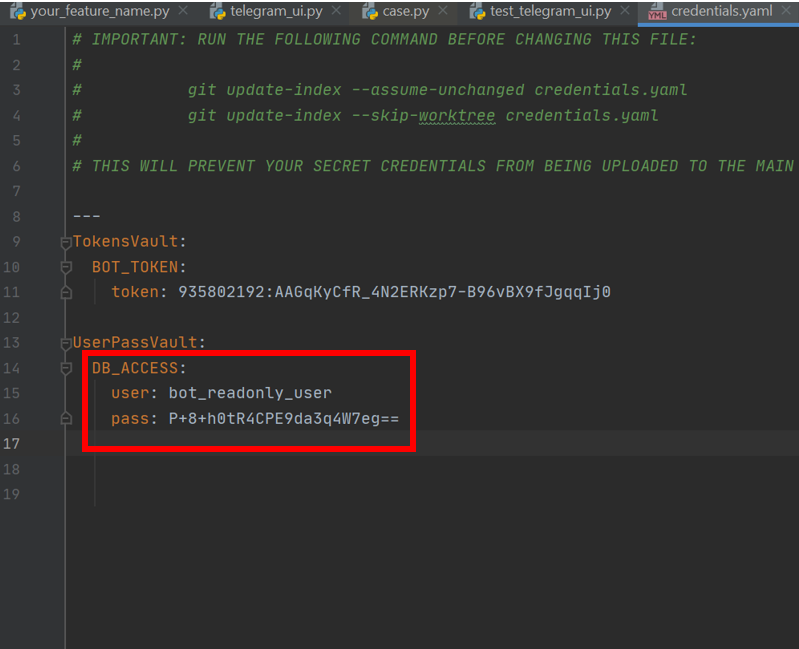 your_feature_name.py telegram_ui.py case.py test_telegram_ui.py YML credentials.yaml
1 # IMPORTANT: RUN THE FOLLOWING COMMAND BEFORE CHANGING THIS FILE:
2 #
3 # git update-index --assume-unchanged credentials.yaml
4 # git update-index --skip-worktree credentials.yaml
5 #
6 # THIS WILL PREVENT YOUR SECRET CREDENTIALS FROM BEING UPLOADED TO THE MAIN
7
8 ---
9 TokensVault:
10 BOT_TOKEN:
11 token: 935802192:AAGqKyCfR_4N2ERKzp7-B96vBX9fJgqqIj0
12
13 UserPassVault:
14 DB_ACCESS:
15 user: bot_readonly_user
16 pass: P+8+h0tR4CPE9da3q4W7eg==
17
18
19